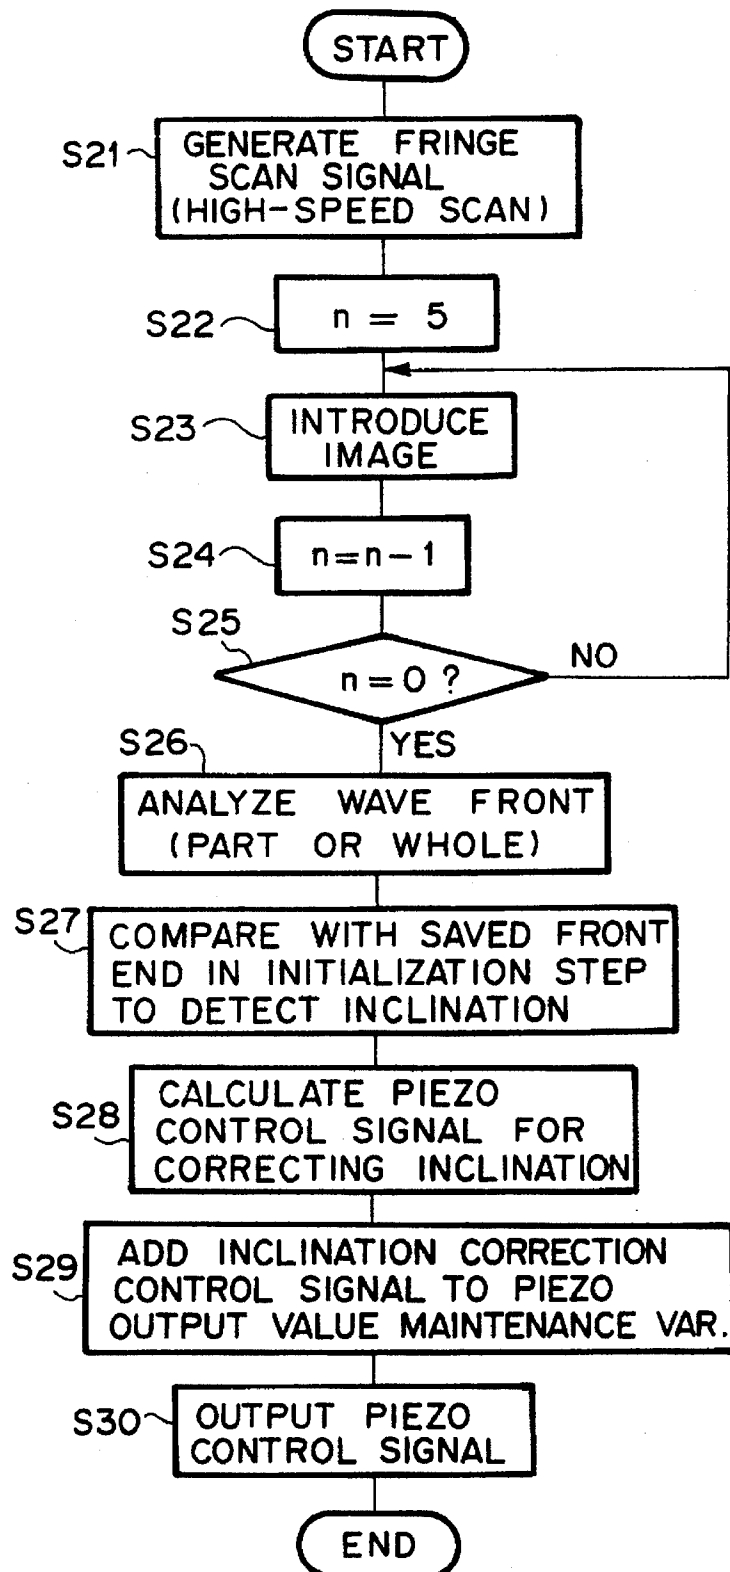 START
S21
GENERATE FRINGE
SCAN SIGNAL
(HIGH-SPEED SCAN)
S22
n = 5
S23
INTRODUCE
IMAGE
S24
n=n-1
S25
n=0 ?
NO
YES
S26
ANALYZE WAVE FRONT
(PART OR WHOLE)
S27
COMPARE WITH SAVED FRONT
END IN INITIALIZATION STEP
TO DETECT INCLINATION
S28
CALCULATE PIEZO
CONTROL SIGNAL FOR
CORRECTING INCLINATION
S29
ADD INCLINATION CORRECTION
CONTROL SIGNAL TO PIEZO
OUTPUT VALUE MAINTENANCE VAR.
S30
OUTPUT PIEZO
CONTROL SIGNAL
END